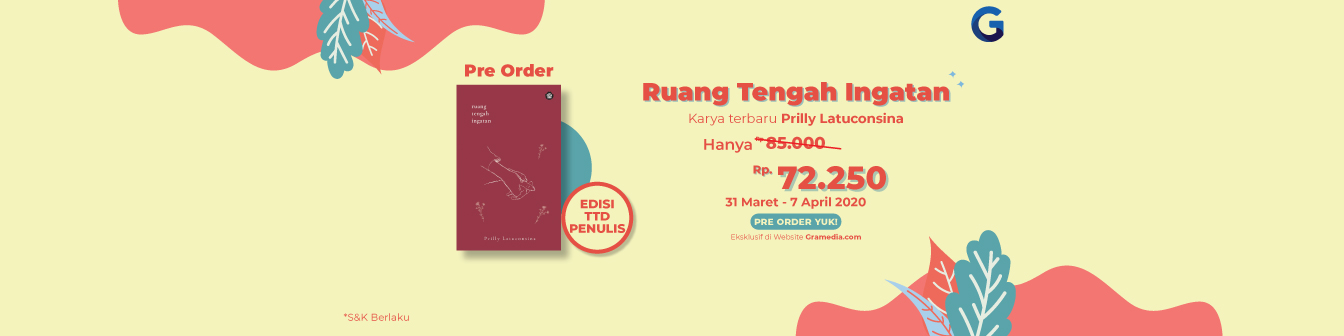 G
Pre Order
ruang
tengah
ingatan
Prilly Latuconsina
EDISI
TTD
PENULIS
Ruang Tengah Ingatan
Karya terbaru Prilly Latuconsina
Hanya Rp 85.000
Rp. 72.250
31 Maret - 7 April 2020
PRE ORDER YUK!
Eksklusif di Website Gramedia.com
*S&K Berlaku